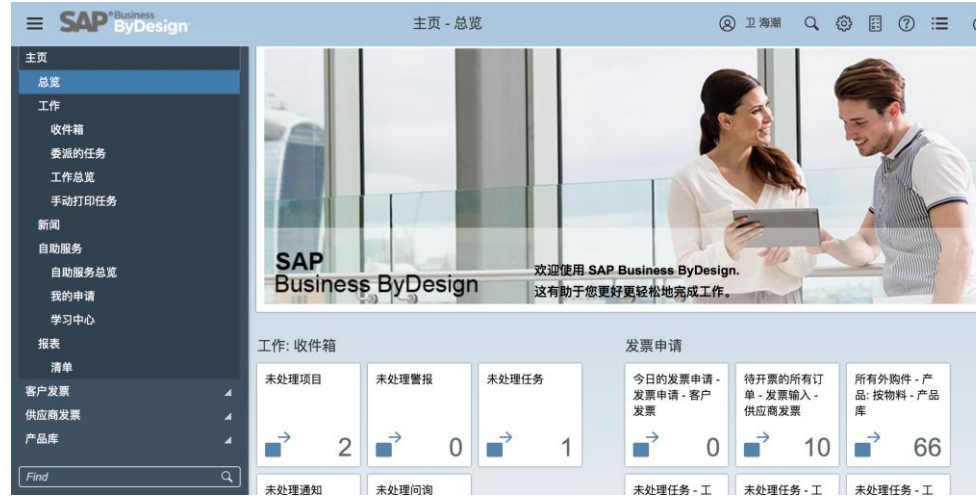 SAP Business
ByDesign
主页 - 总览
卫 海潮
主页
总览
工作
收件箱
委派的任务
工作总览
手动打印任务
新闻
自助服务
自助服务总览
我的申请
学习中心
报表
清单
客户发票
供应商发票
产品库
Find
SAP
Business ByDesign
欢迎使用 SAP Business ByDesign.
这有助于您更好更轻松地完成工作。
工作: 收件箱
未处理项目
2
未处理警报
0
未处理任务
1
未处理通知
未处理问询
发票申请
今日的发票申请 -
发票申请 - 客户
发票
0
待开票的所有订
单 - 发票输入 -
供应商发票
10
所有外购件 - 产
品: 按物料 - 产品
库
66
未处理任务 - 工
未处理任务 - 工
未处理任务 - 工